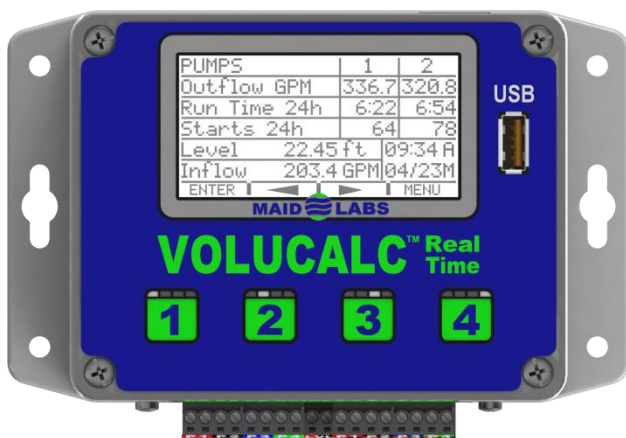 PUMPS 1 2
Outflow GPM 336.7 320.8
Run Time 24h 6:22 6:54
Starts 24h 64 78
Level 22.45 ft 09:34 A
Inflow 203.4 GPM 04/23M
ENTER MENU
MAID LABS
USB
VOLUCALC™ Real Time
1 2 3 4